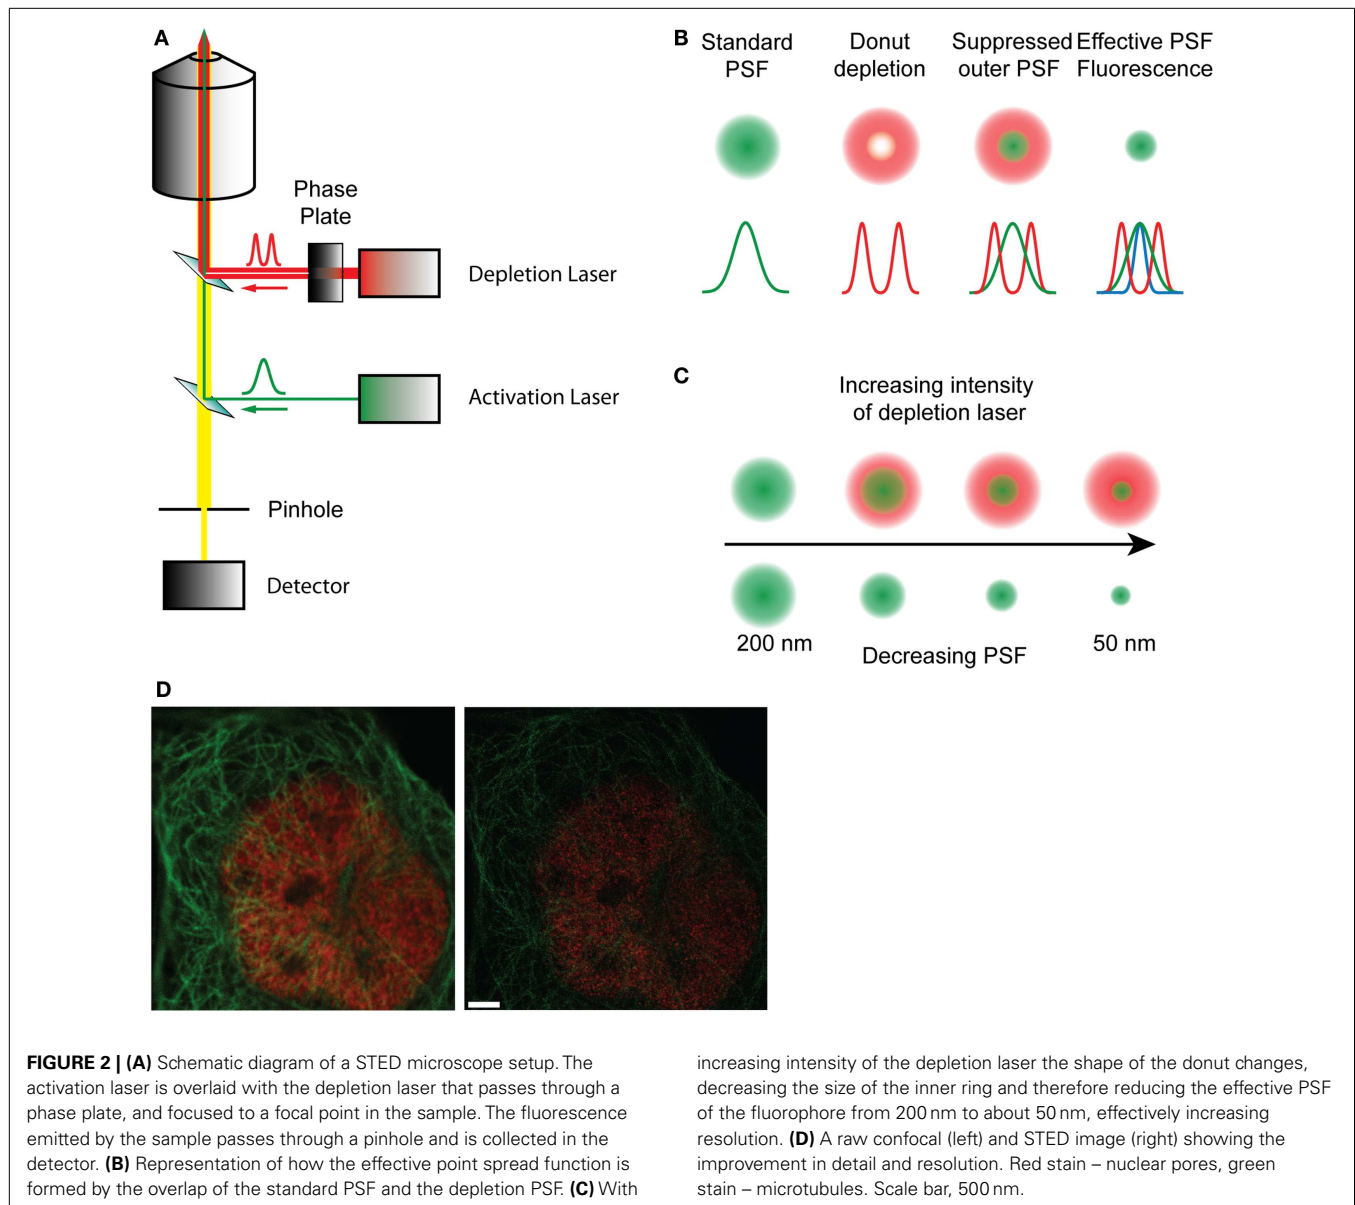 A
Phase
Plate
Depletion Laser
Activation Laser
Pinhole
Detector
B
Standard
PSF
Donut
depletion
Suppressed
outer PSF
Effective PSF
Fluorescence
C
Increasing intensity
of depletion laser
200 nm
Decreasing PSF
50 nm
D
FIGURE 2 | (A) Schematic diagram of a STED microscope setup. The
activation laser is overlaid with the depletion laser that passes through a
phase plate, and focused to a focal point in the sample. The fluorescence
emitted by the sample passes through a pinhole and is collected in the
detector. (B) Representation of how the effective point spread function is
formed by the overlap of the standard PSF and the depletion PSF. (C) With
increasing intensity of the depletion laser the shape of the donut changes,
decreasing the size of the inner ring and therefore reducing the effective PSF
of the fluorophore from 200 nm to about 50 nm, effectively increasing
resolution. (D) A raw confocal (left) and STED image (right) showing the
improvement in detail and resolution. Red stain – nuclear pores, green
stain – microtubules. Scale bar, 500 nm.